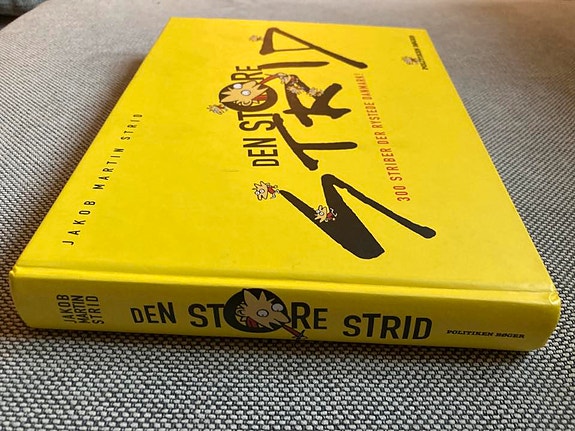 JAKOB MARTIN STRID
DEN STORE
STRID
300 STRIBER DER RYSTEDE DANMARK!
POLITIKENS BØGER
JAKOB
MARTIN
STRID
DEN STORE STRID
POLITIKEN BØGER